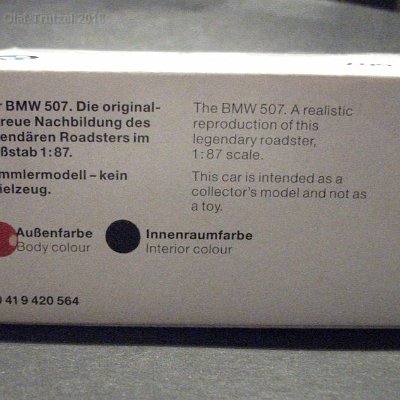 Olaf Trützel 2018
r BMW 507. Die original-
reue Nachbildung des
endären Roadsters im
ßstab 1:87.
mmlermodell – kein
ielzeug.
The BMW 507. A realistic
reproduction of this
legendary roadster,
1:87 scale.
This car is intended as a
collector's model and not as
a toy.
Außenfarbe
Body colour
Innenraumfarbe
Interior colour
0 41 9 420 564